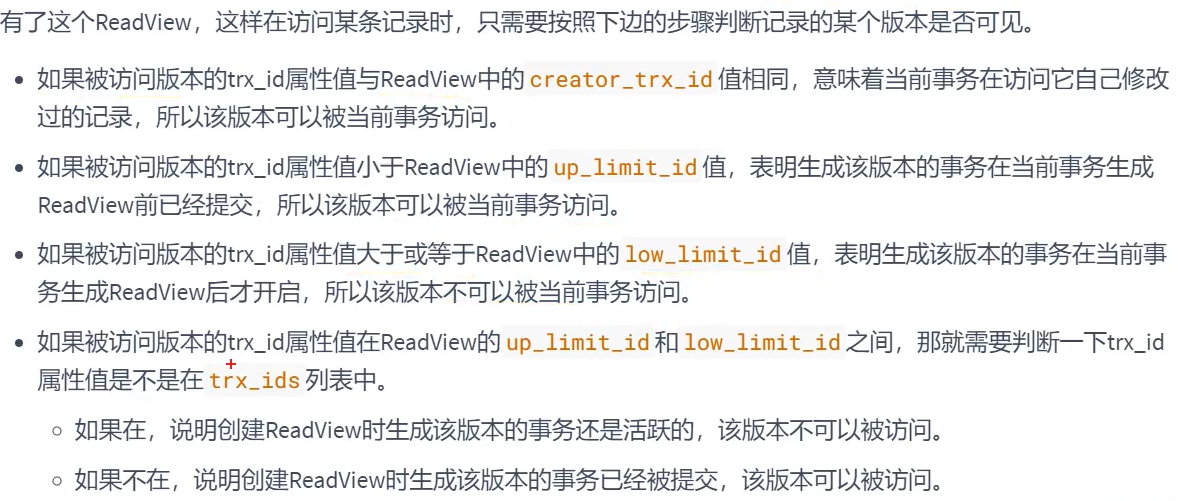 有了这个ReadView，这样在访问某条记录时，只需要按照下边的步骤判断记录的某个版本是否可见。
如果被访问版本的trx_id属性值与ReadView中的 creator_trx_id 值相同，意味着当前事务在访问它自己修改
过的记录，所以该版本可以被当前事务访问。
如果被访问版本的trx_id属性值小于ReadView中的 up_limit_id 值，表明生成该版本的事务在当前事务生成
ReadView前已经提交，所以该版本可以被当前事务访问。
如果被访问版本的trx_id属性值大于或等于ReadView中的 low_limit_id 值，表明生成该版本的事务在当前事
务生成ReadView后才开启，所以该版本不可以被当前事务访问。
如果被访问版本的trx_id属性值在ReadView的 up_limit_id 和 low_limit_id 之间，那就需要判断一下trx_id
属性值是不是在 trx_ids 列表中。
如果在，说明创建ReadView时生成该版本的事务还是活跃的，该版本不可以被访问。
如果不在，说明创建ReadView时生成该版本的事务已经被提交，该版本可以被访问。